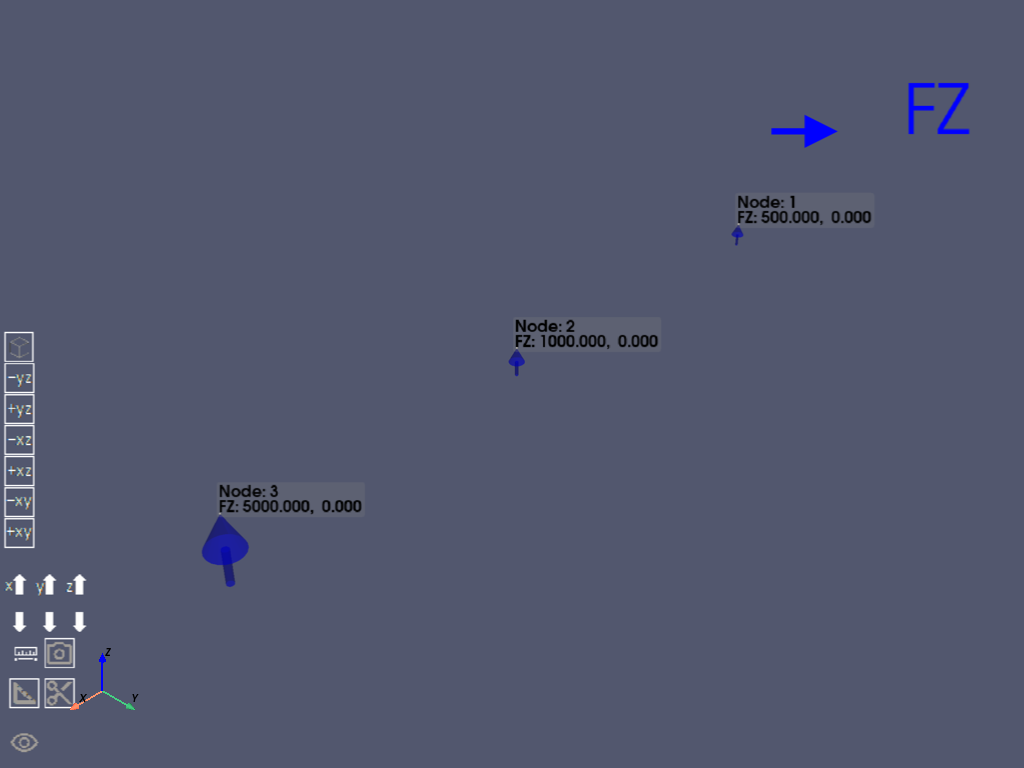 FZ
Node: 1
FZ: 500.000, 0.000
Node: 2
FZ: 1000.000, 0.000
Node: 3
FZ: 5000.000, 0.000
-yz
+yz
-xz
+xz
-xy
+xy
x y z
z
x Y